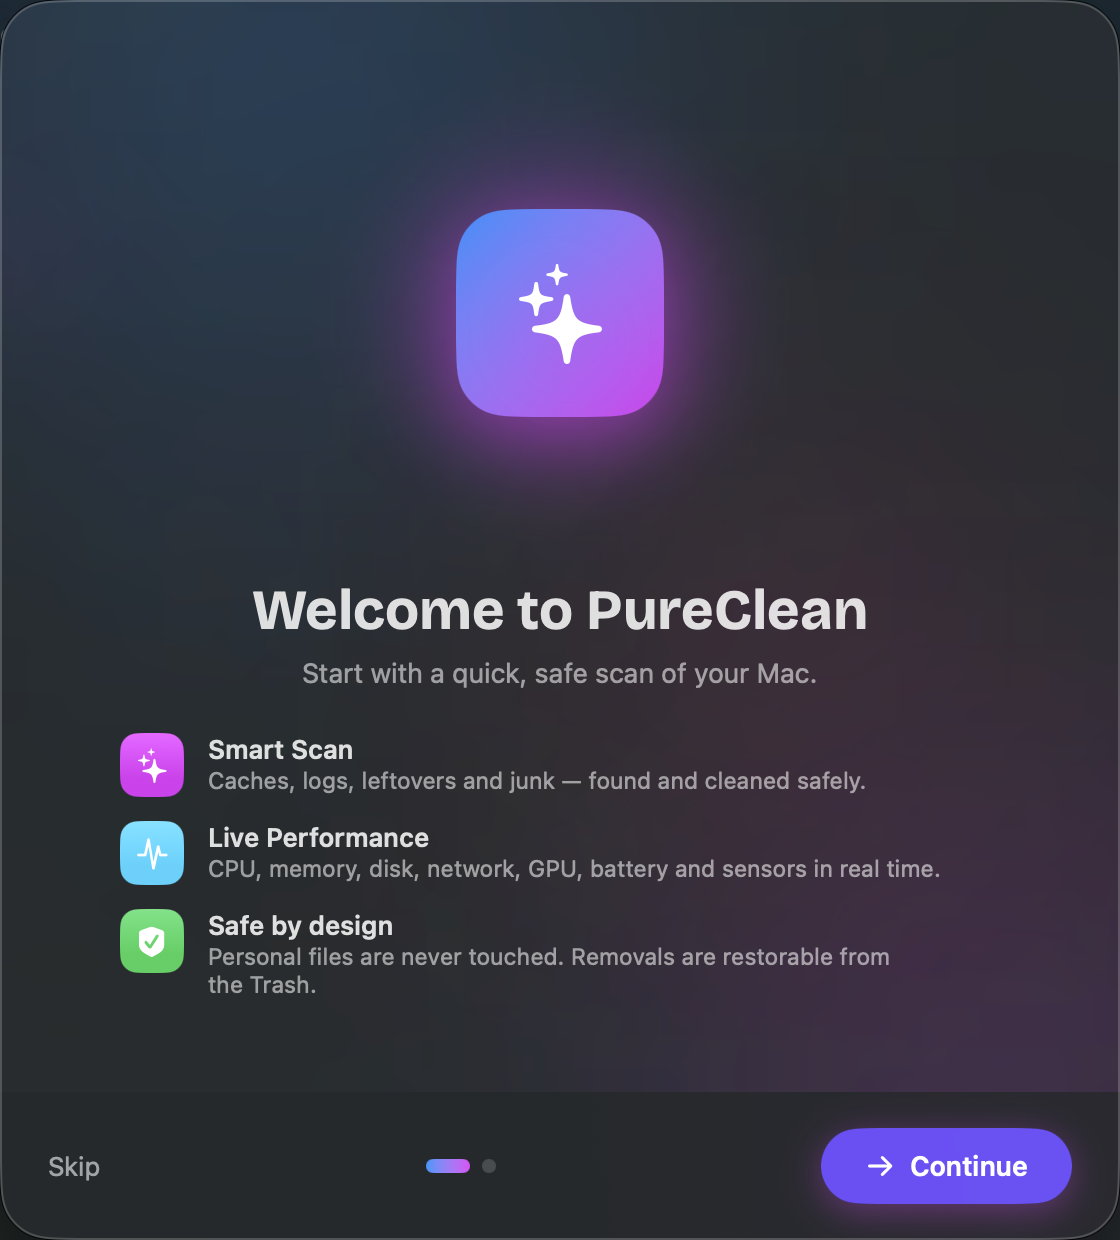 Welcome to PureClean
Start with a quick, safe scan of your Mac.
Smart Scan
Caches, logs, leftovers and junk — found and cleaned safely.
Live Performance
CPU, memory, disk, network, GPU, battery and sensors in real time.
Safe by design
Personal files are never touched. Removals are restorable from
the Trash.
Skip
Continue